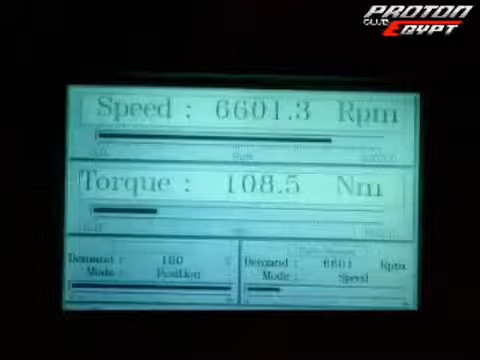 PROTON
CLUB EGYPT
Speed : 6601.3 Rpm
Torque : 108.5 Nm
Demand : 100
Mode : Position
Demand : 6601 Rpm
Mode : Speed